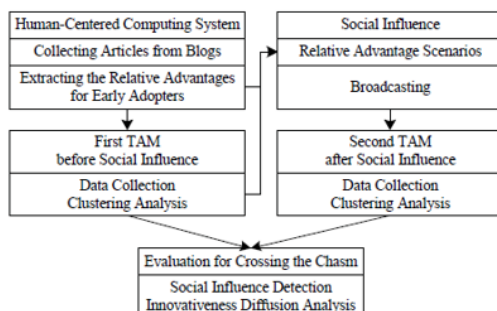 Human-Centered Computing System
Collecting Articles from Blogs
Extracting the Relative Advantages
for Early Adopters
Social Influence
Relative Advantage Scenarios
Broadcasting
First TAM
before Social Influence
Data Collection
Clustering Analysis
Second TAM
after Social Influence
Data Collection
Clustering Analysis
Evaluation for Crossing the Chasm
Social Influence Detection
Innovativeness Diffusion Analysis